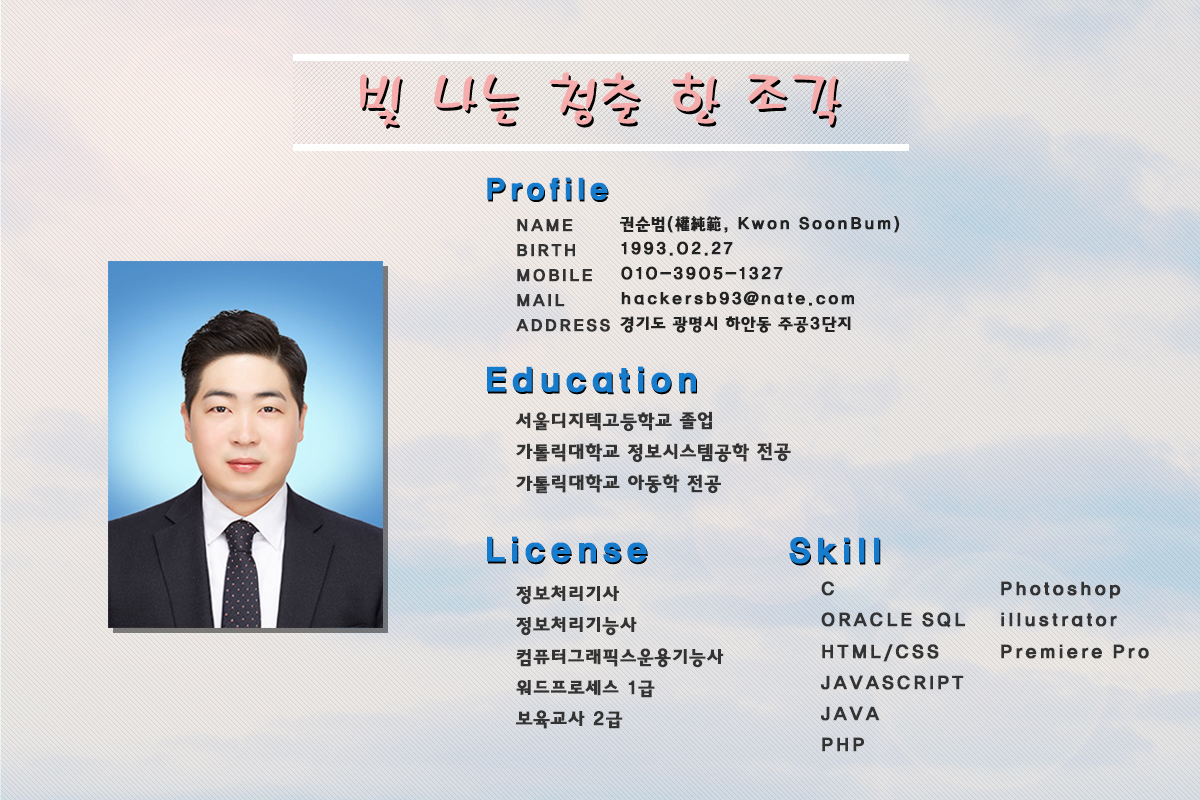 빛 나는 청춘 한 조각
Profile
NAME 권순범(權純範, Kwon SoonBum)
BIRTH 1993.02.27
MOBILE 010-3905-1327
MAIL hackersb93@nate.com
ADDRESS 경기도 광명시 하안동 주공3단지
Education
서울디지텍고등학교 졸업
가톨릭대학교 정보시스템공학 전공
가톨릭대학교 아동학 전공
License
정보처리기사
정보처리기능사
컴퓨터그래픽스운용기능사
워드프로세스 1급
보육교사 2급
Skill
C
ORACLE SQL
HTML/CSS
JAVASCRIPT
JAVA
PHP
Photoshop
illustrator
Premiere Pro